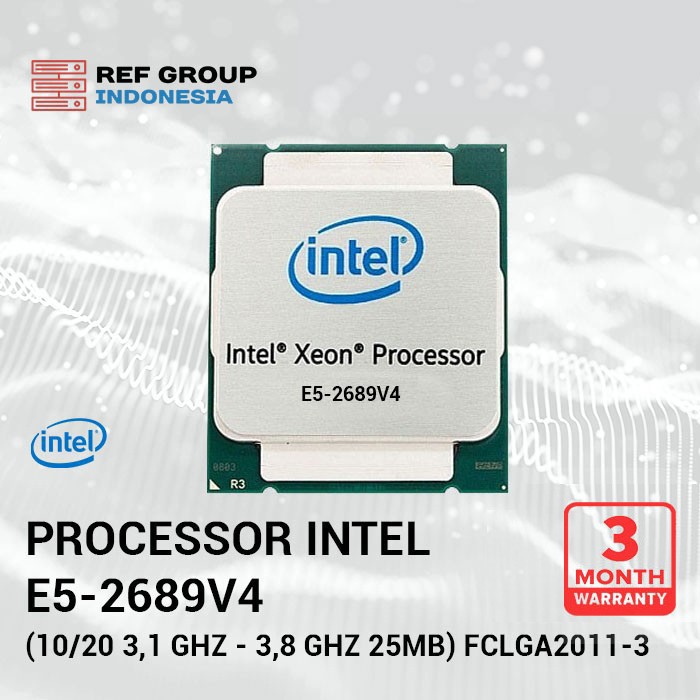 REF GROUP
INDONESIA
intel®
Intel® Xeon® Processor
E5-2689V4
0803
R3
intel
PROCESSOR INTEL
E5-2689V4
(10/20 3,1 GHZ - 3,8 GHZ 25MB) FCLGA2011-3
3
MONTH
WARRANTY